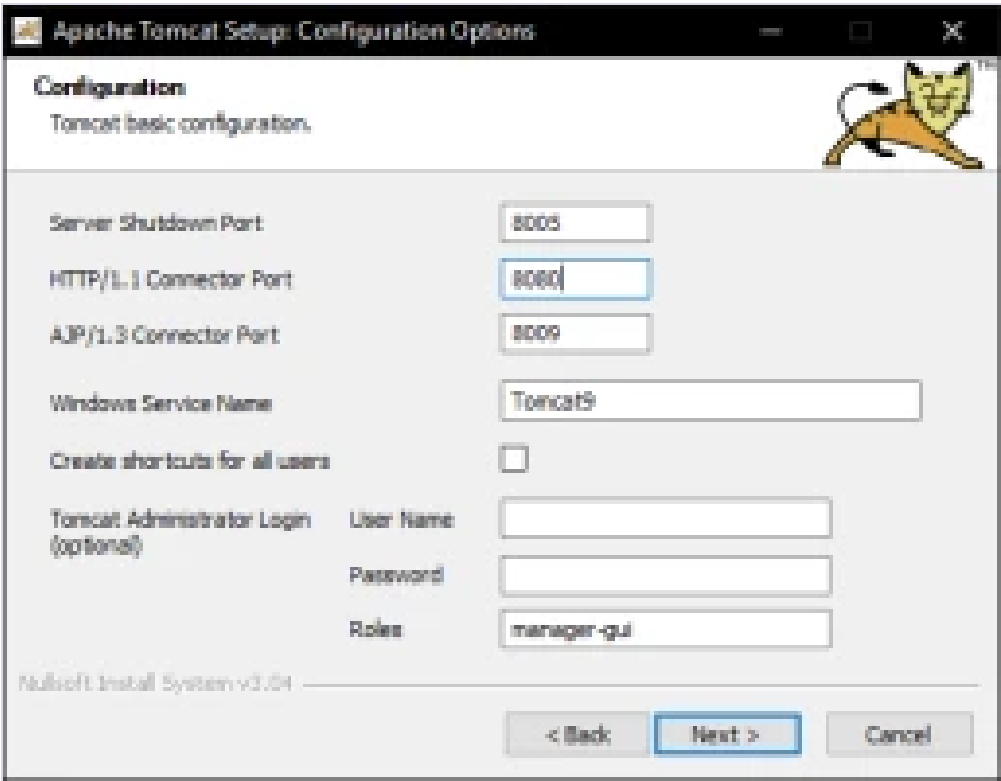 Apache Tomcat Setup: Configuration Options
Configuration
Tomcat basic configuration.
TM
Server Shutdown Port 8005
HTTP/1.1 Connector Port 8080
AJP/1.3 Connector Port 8009
Windows Service Name Tomcat9
Create shortcuts for all users
Tomcat Administrator Login User Name
(optional)
Password
Roles manager-gui
Nullsoft Install System v3.04
< Back Next > Cancel